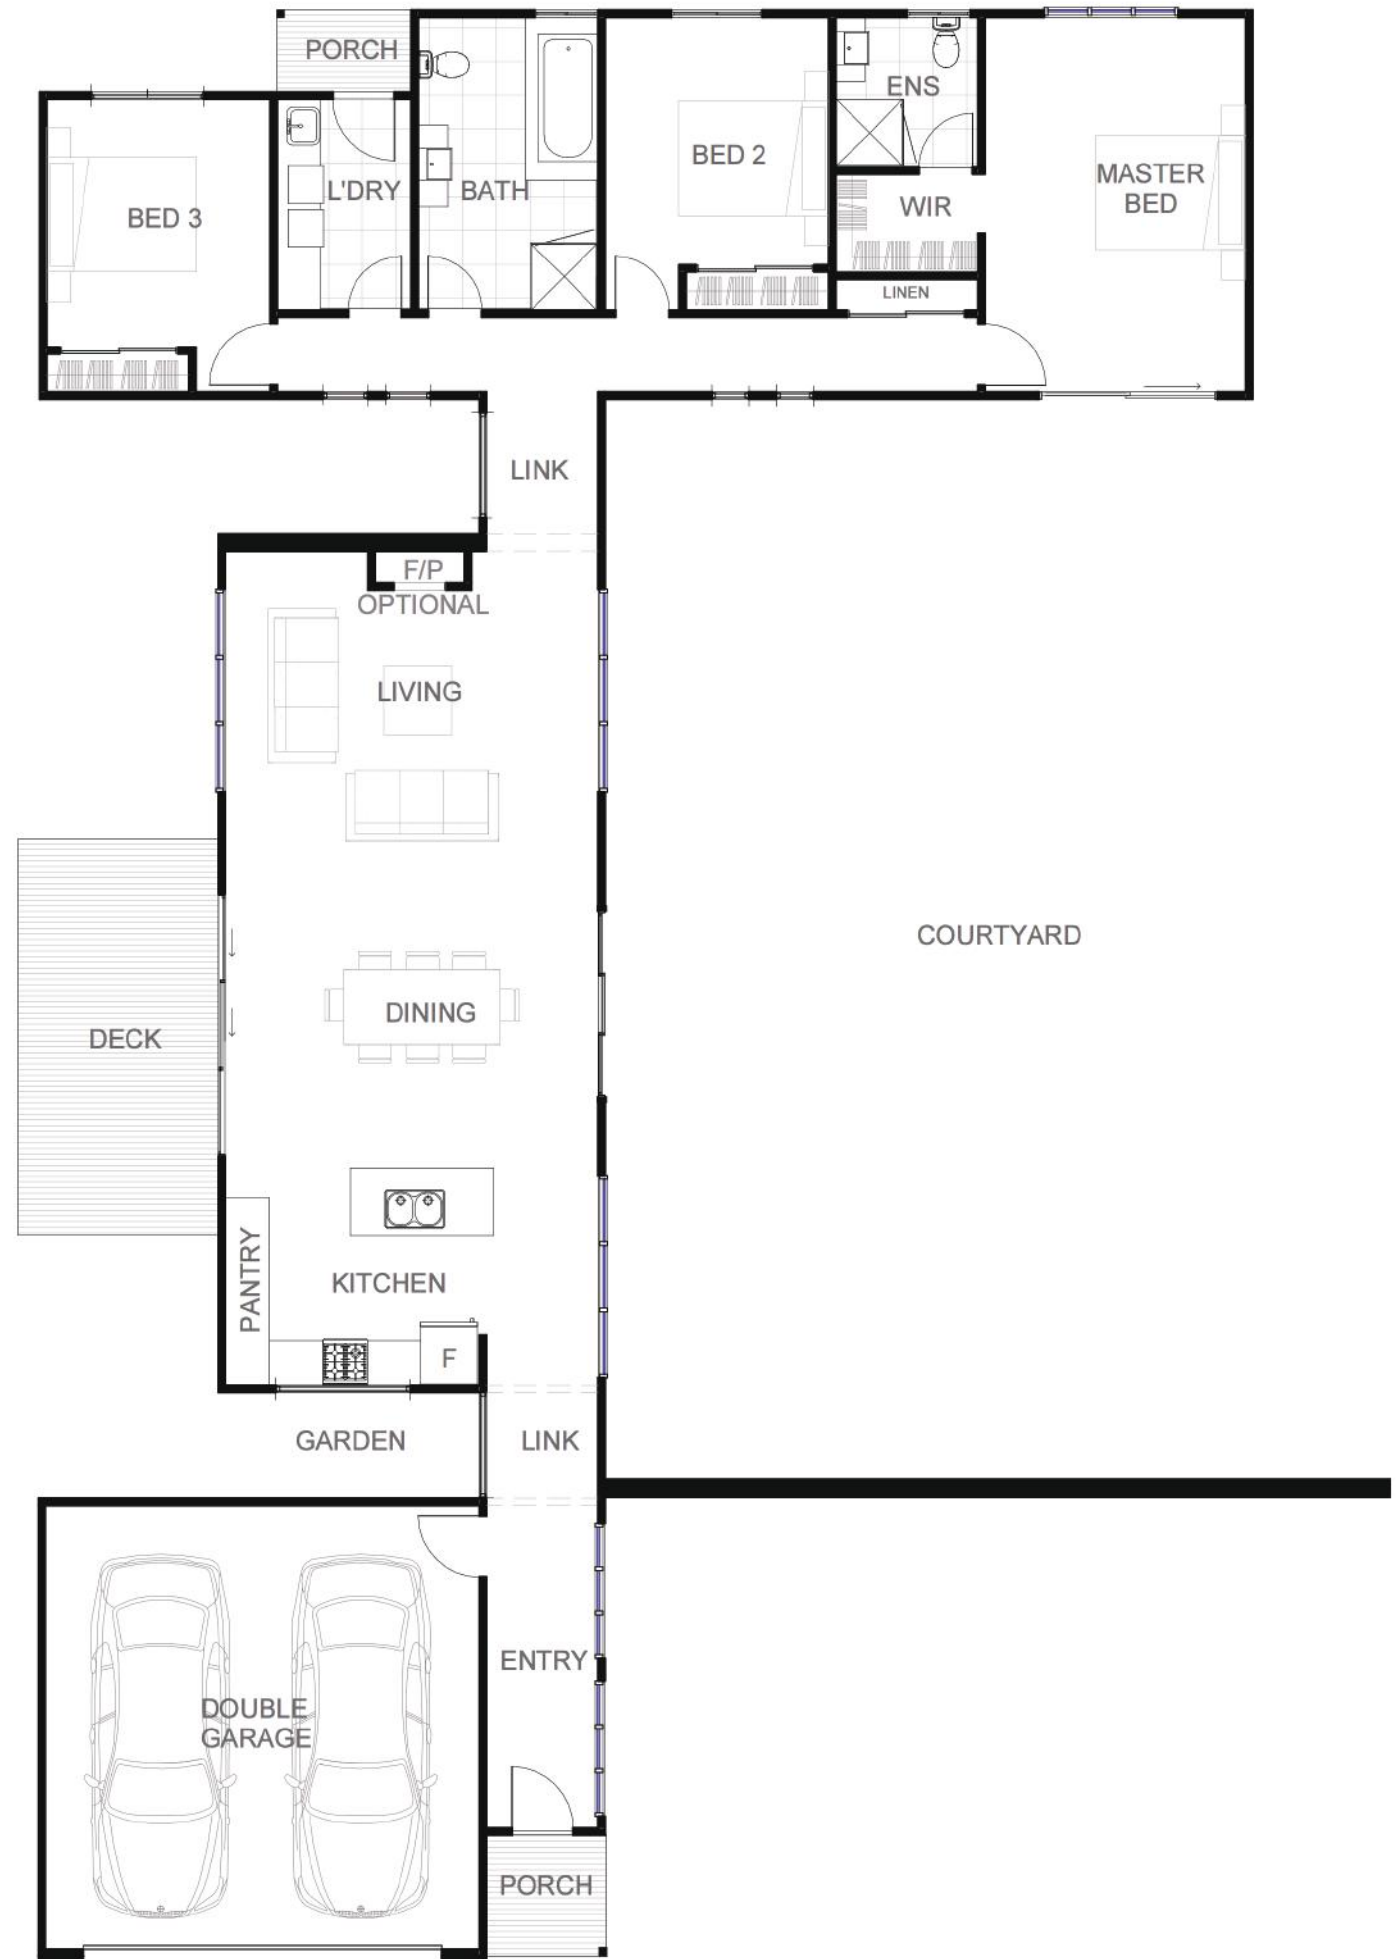 PORCH
ENS
BED 2
MASTER
BED
L'DRY
BATH
WIR
BED 3
LINEN
LINK
F/P
OPTIONAL
LIVING
COURTYARD
DINING
DECK
PANTRY
KITCHEN
F
GARDEN
LINK
ENTRY
DOUBLE
GARAGE
PORCH